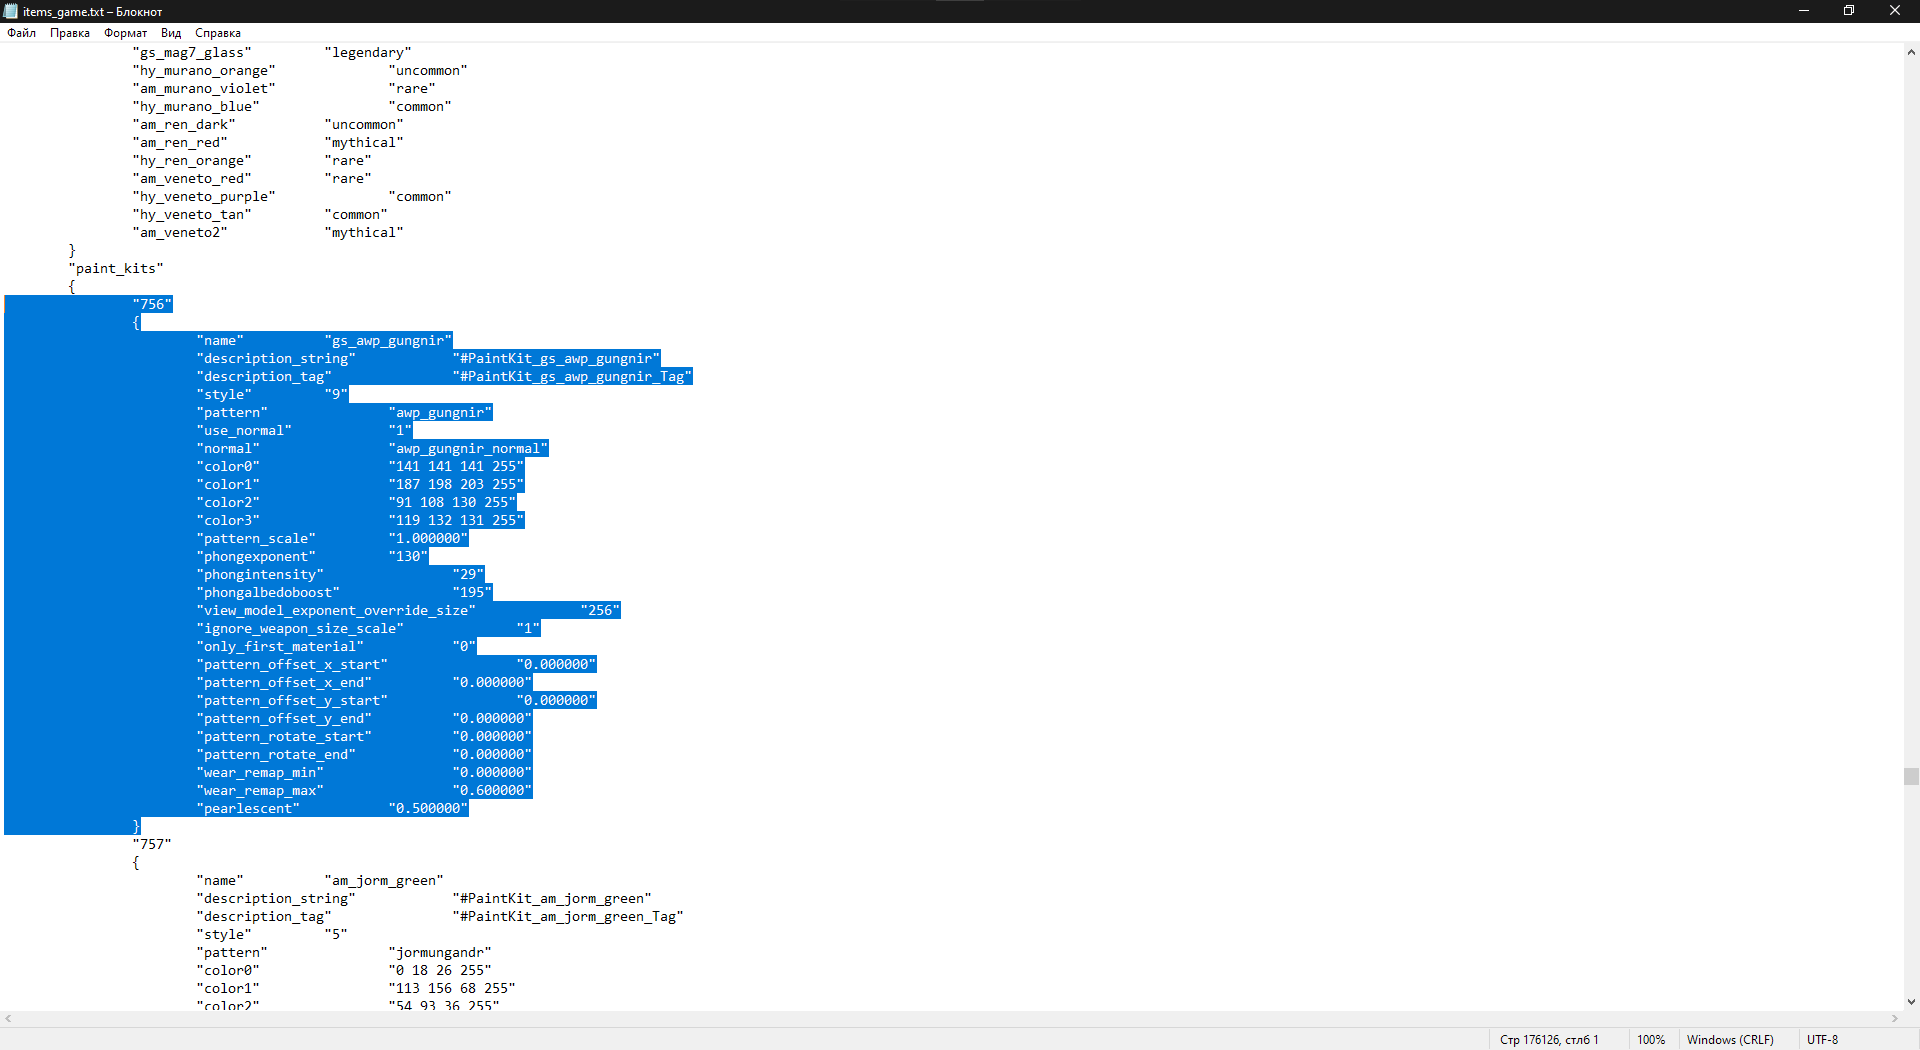 items_game.txt – Блокнот
Файл Правка Формат Вид Справка
"gs_mag7_glass" "legendary"
"hy_murano_orange" "uncommon"
"am_murano_violet" "rare"
"hy_murano_blue" "common"
"am_ren_dark" "uncommon"
"am_ren_red" "mythical"
"hy_ren_orange" "rare"
"am_veneto_red" "rare"
"hy_veneto_purple" "common"
"hy_veneto_tan" "common"
"am_veneto2" "mythical"
}
"paint_kits"
{
"756"
{
"name" "gs_awp_gungnir"
"description_string" "#PaintKit_gs_awp_gungnir"
"description_tag" "#PaintKit_gs_awp_gungnir_Tag"
"style" "9"
"pattern" "awp_gungnir"
"use_normal" "1"
"normal" "awp_gungnir_normal"
"color0" "141 141 141 255"
"color1" "187 198 203 255"
"color2" "91 108 130 255"
"color3" "119 132 131 255"
"pattern_scale" "1.000000"
"phongexponent" "130"
"phongintensity" "29"
"phongalbedoboost" "195"
"view_model_exponent_override_size" "256"
"ignore_weapon_size_scale" "1"
"only_first_material" "0"
"pattern_offset_x_start" "0.000000"
"pattern_offset_x_end" "0.000000"
"pattern_offset_y_start" "0.000000"
"pattern_offset_y_end" "0.000000"
"pattern_rotate_start" "0.000000"
"pattern_rotate_end" "0.000000"
"wear_remap_min" "0.000000"
"wear_remap_max" "0.600000"
"pearlescent" "0.500000"
}
"757"
{
"name" "am_jorm_green"
"description_string" "#PaintKit_am_jorm_green"
"description_tag" "#PaintKit_am_jorm_green_Tag"
"style" "5"
"pattern" "jormungandr"
"color0" "0 18 26 255"
"color1" "113 156 68 255"
"color2" "54 93 36 255"
Стр 176126, стлб 1 100% Windows (CRLF) UTF-8